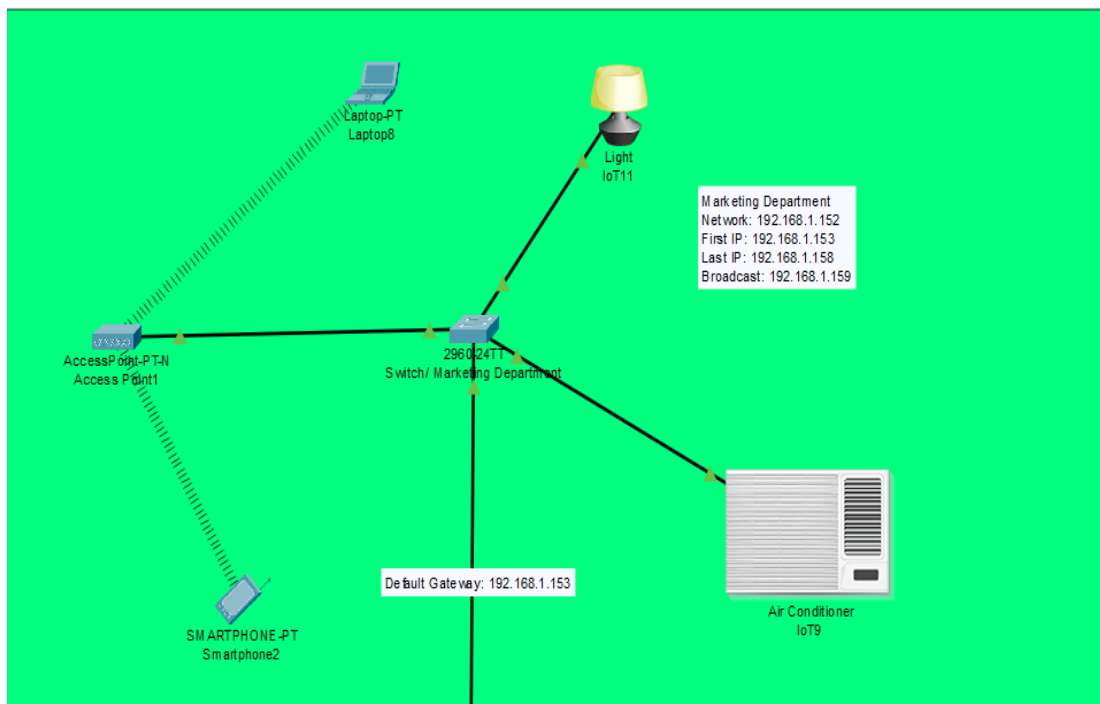 Laptop-PT
Laptop8
Light
IoT11
Marketing Department
Network: 192.168.1.152
First IP: 192.168.1.153
Last IP: 192.168.1.158
Broadcast: 192.168.1.159
AccessPoint-PT-N
Access Point1
2960-24TT
Switch/ Marketing Department
Default Gateway: 192.168.1.153
SMARTPHONE-PT
Smartphone2
Air Conditioner
IoT9